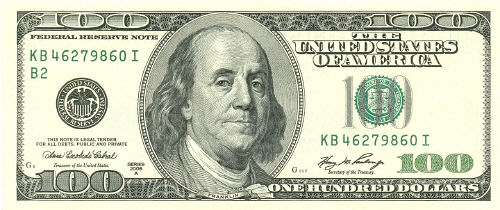 100 100
FEDERAL RESERVE NOTE
THE
UNITED STATES
OF AMERICA
KB 46279860 I
B2
100
THIS NOTE IS LEGAL TENDER
FOR ALL DEBTS, PUBLIC AND PRIVATE
KB 46279860 I
Treasurer of the United States.
SERIES
2006
A
Secretary of the Treasury.
100
100
FRANKLIN
ONE HUNDRED DOLLARS